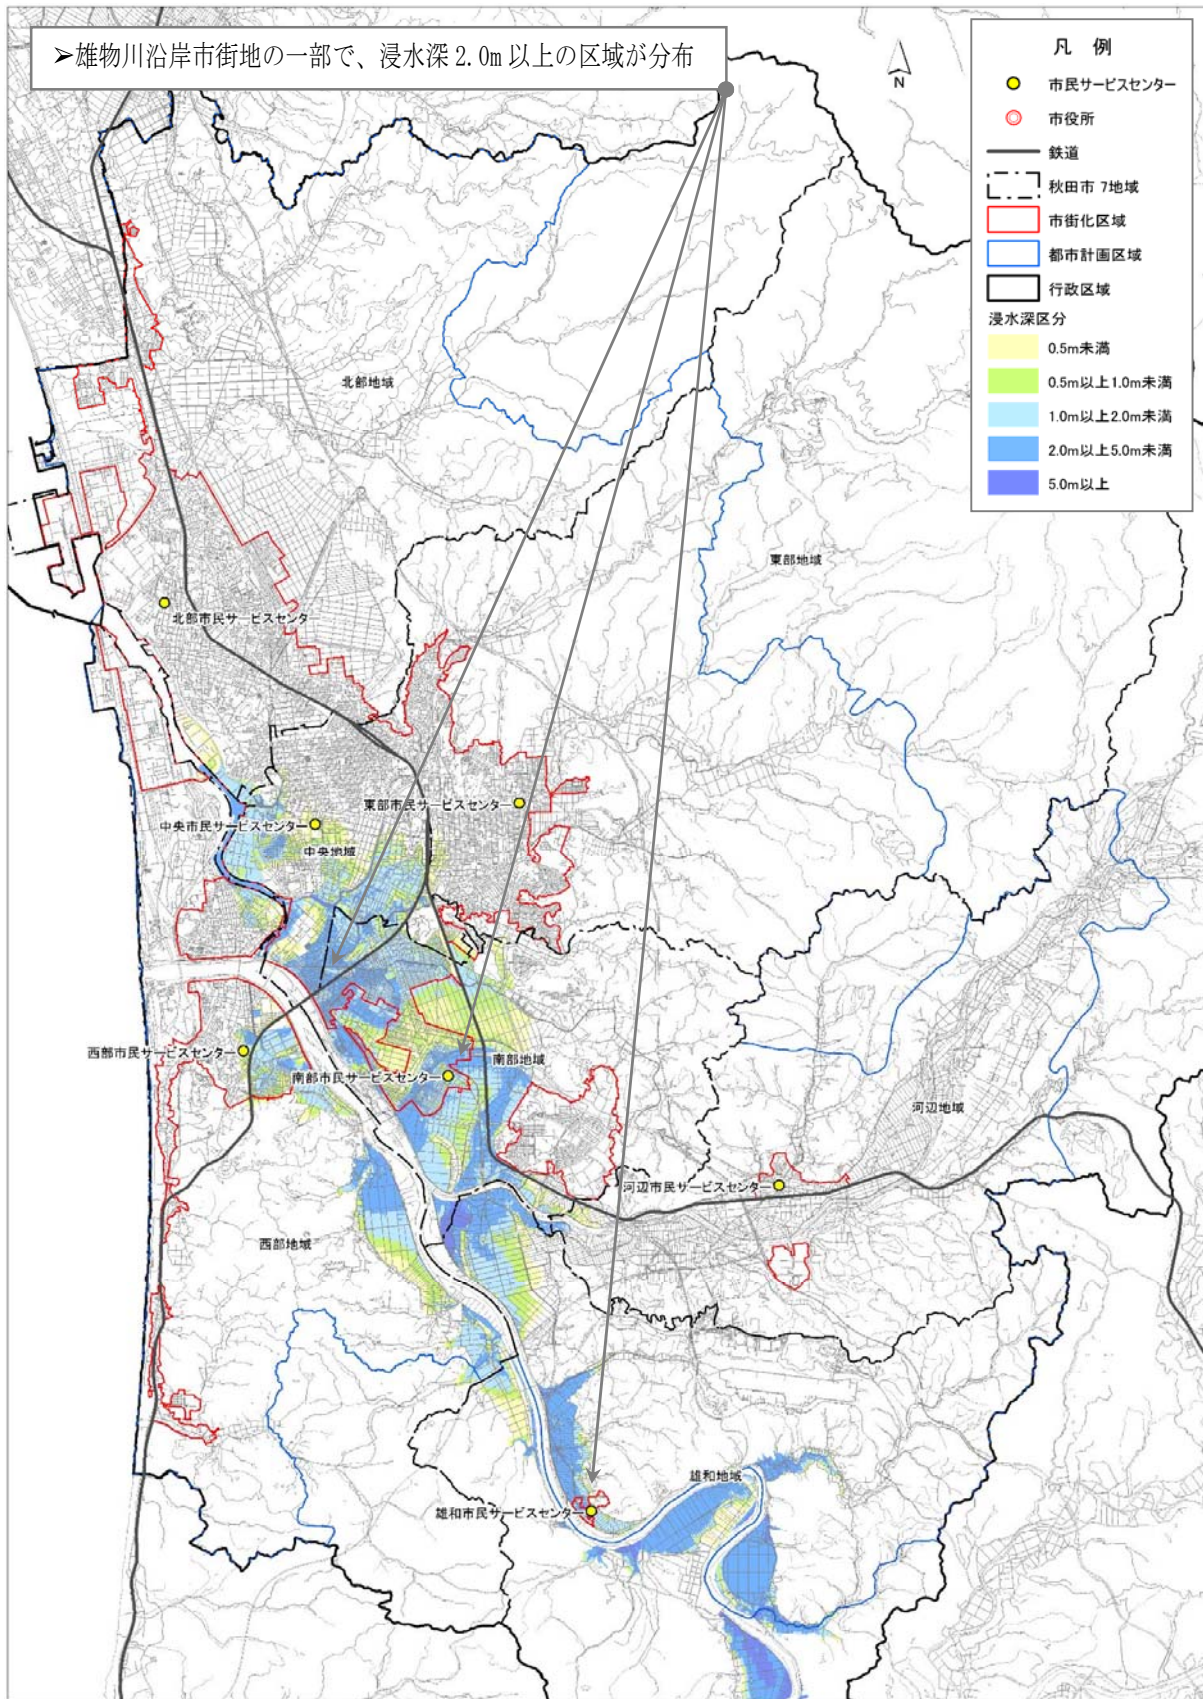 ➢雄物川沿岸市街地の一部で、浸水深 2.0m 以上の区域が分布
N
凡 例
市民サービスセンター
市役所
鉄道
秋田市 7地域
市街化区域
都市計画区域
行政区域
浸水深区分
0.5m未満
0.5m以上1.0m未満
1.0m以上2.0m未満
2.0m以上5.0m未満
5.0m以上
北部地域
東部地域
北部市民サービスセンター
東部市民サービスセンター
中央市民サービスセンター
中央地域
西部市民サービスセンター
南部地域
南部市民サービスセンター
河辺地域
河辺市民サービスセンター
西部地域
雄和地域
雄和市民サービスセンター